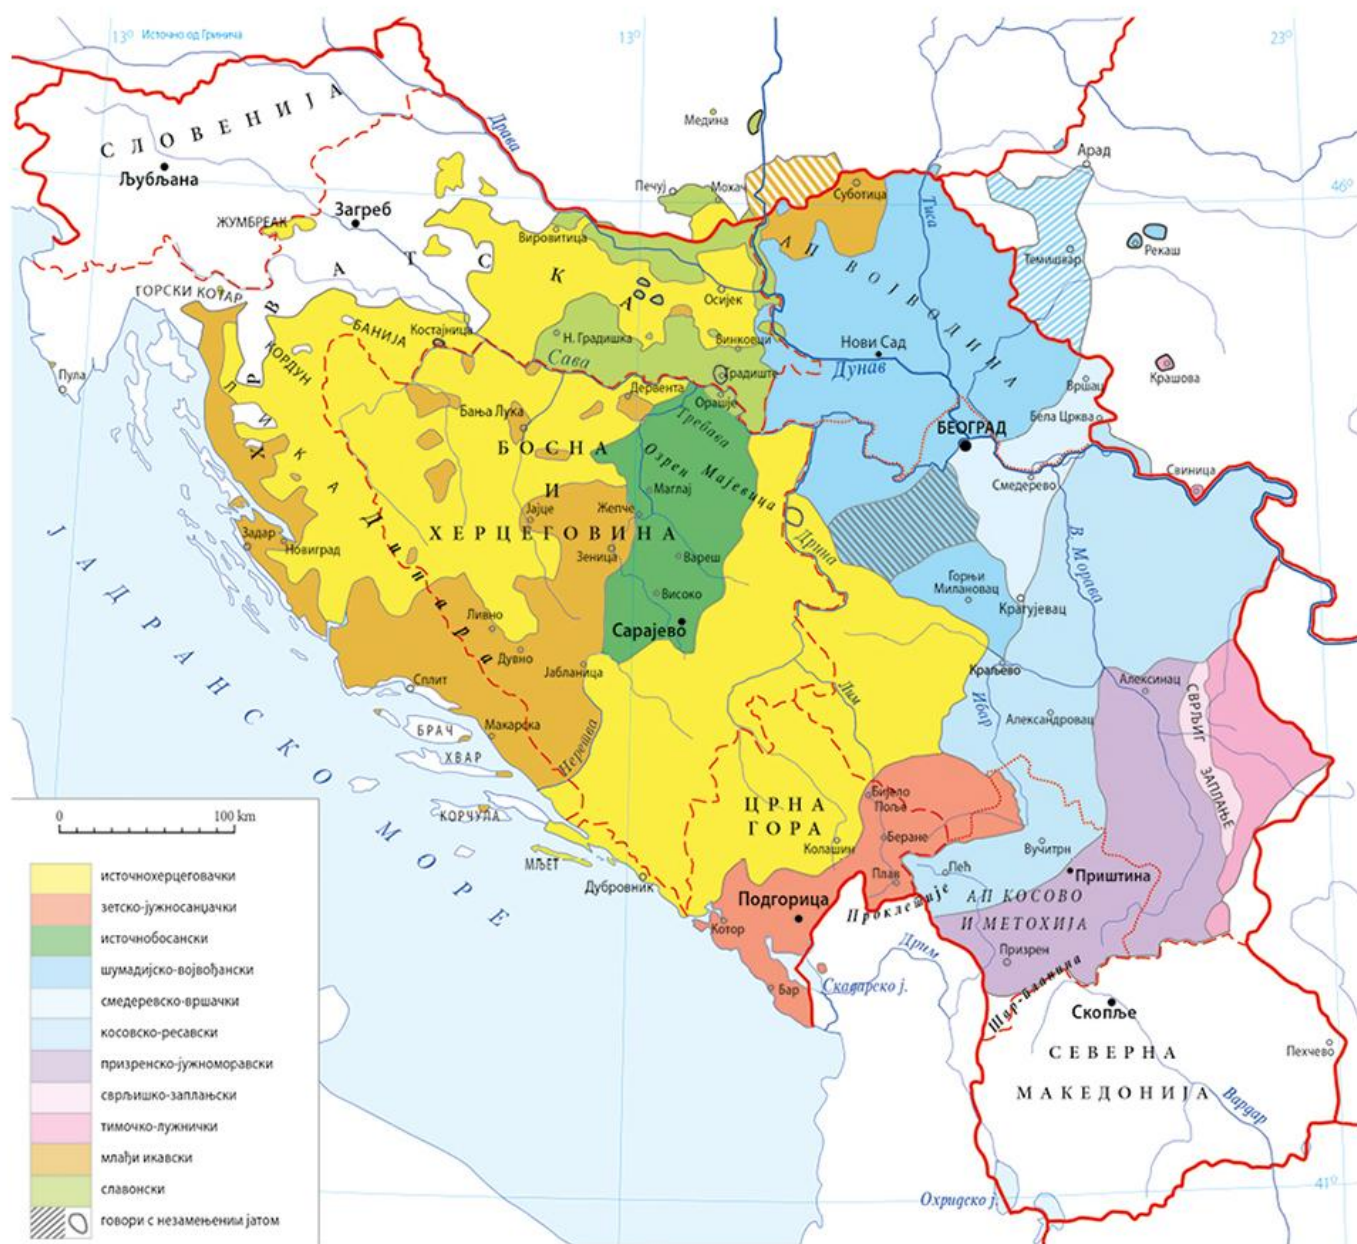 13⁰ Источно од Гринича
13⁰
23⁰
СЛОВЕНИЈА
Љубљана
Драва
Медина
Арад
46⁰
Печуј
Мохач
Суботица
Тиса
ЖУМБРЕАК
Загреб
Вировитица
АП ВОЈВОДИНА
Темишвар
Рекаш
ХРВАТСКА
ГОРСКИ КОТАР
БАНИЈА
Костајница
Осијек
КОРДУН
Н. Градишка
Винковци
Нови Сад
Дунав
Крашова
Пула
Сава
Градиште
Вршац
ЛИКА
Дервента
Орашје
Бела Црква
Бања Лука
Требава
БЕОГРАД
БОСНА
И
ХЕРЦЕГОВИНА
Озрен
Мајевица
Свиница
Смедерево
Маглај
Јајце
Жепче
Задар
Новиград
Зеница
Вареш
Дрина
В. Морава
Динара
Високо
Горњи
Милановац
Крагујевац
Ливно
Сарајево
Дувно
Јабланица
Краљево
Алексинац
Сплит
Лим
Ибар
Александровац
СВРЉИГ
ЗАПЛАЊЕ
Макарска
БРАЧ
ХВАР
Неретва
ЈАДРАНСКО МОРЕ
0
100 km
КОРЧУЛА
ЦРНА
ГОРА
Бијело
Поље
Беране
Колашин
Вучитрн
МЉЕТ
Дубровник
Плав
Пећ
Приштина
Подгорица
Проклетије
АП КОСОВО
И МЕТОХИЈА
Котор
Дрим
Призрен
Бар
Скадарско ј.
Шар-планина
Скопље
СЕВЕРНА
МАКЕДОНИЈА
Пехчево
Вардар
Охридско ј.
41⁰
источнохерцеговачки
зетско-јужносанџачки
источнобосански
шумадијско-војвођански
смедеревско-вршачки
косовско-ресавски
призренско-јужноморавски
сврљишко-заплањски
тимочко-лужнички
млађи икавски
славонски
говори с незамењеним јатом